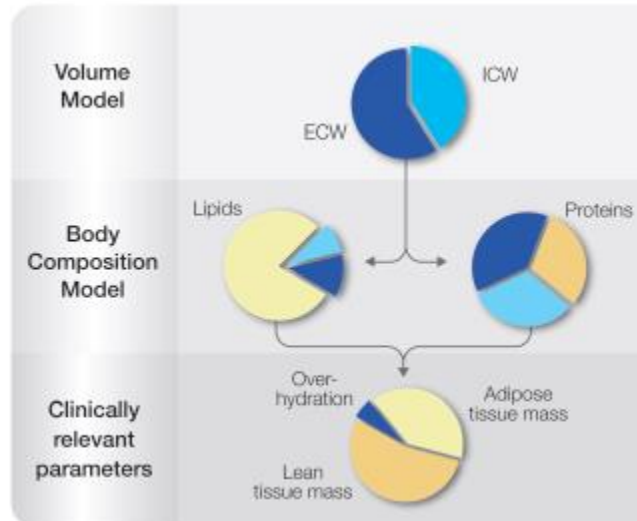 Volume
Model
ICW
ECW
Body
Composition
Model
Lipids
Proteins
Clinically
relevant
parameters
Over-
hydration
Adipose
tissue mass
Lean
tissue mass